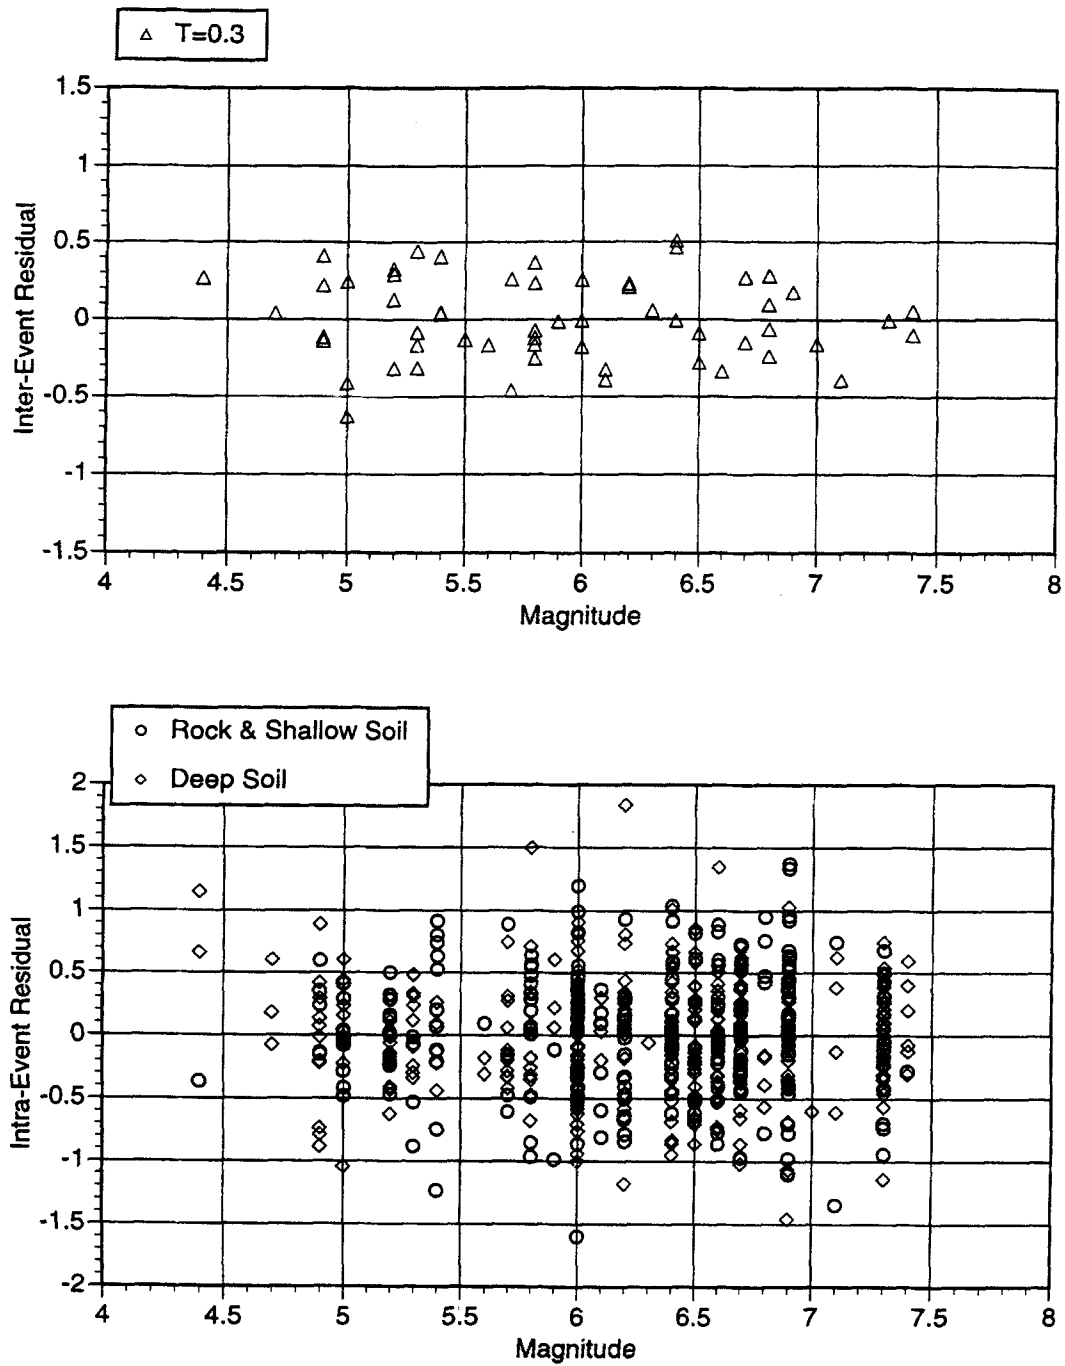 T=0.3
1.5
1
0.5
0
-0.5
-1
-1.5
Inter-Event Residual
4 4.5 5 5.5 6 6.5 7 7.5 8
Magnitude
Rock & Shallow Soil
Deep Soil
2
1.5
1
0.5
0
-0.5
-1
-1.5
-2
Intra-Event Residual
4 4.5 5 5.5 6 6.5 7 7.5 8
Magnitude